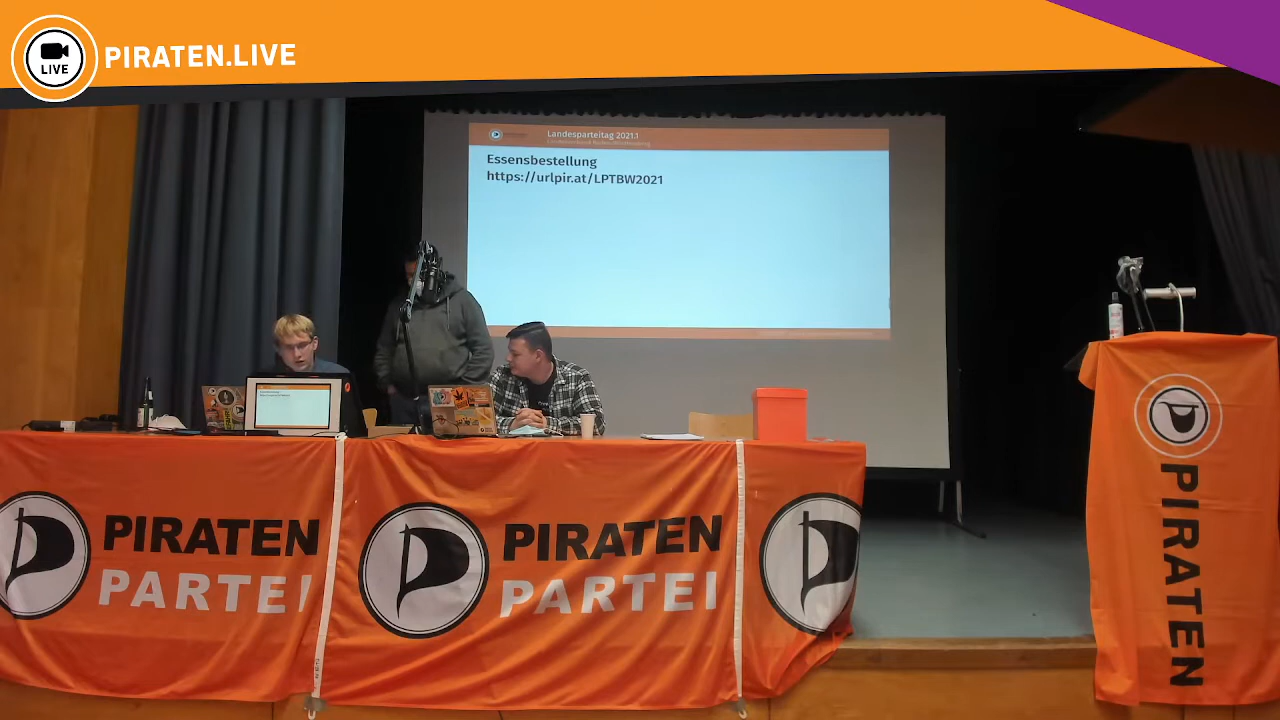 LIVE
PIRATEN.LIVE
Landesparteitag 2021.1
Essensbestellung
https://urlpir.at/LPTBW2021
PIRATEN
PARTEI
PIRATEN
PARTEI
PIRATEN